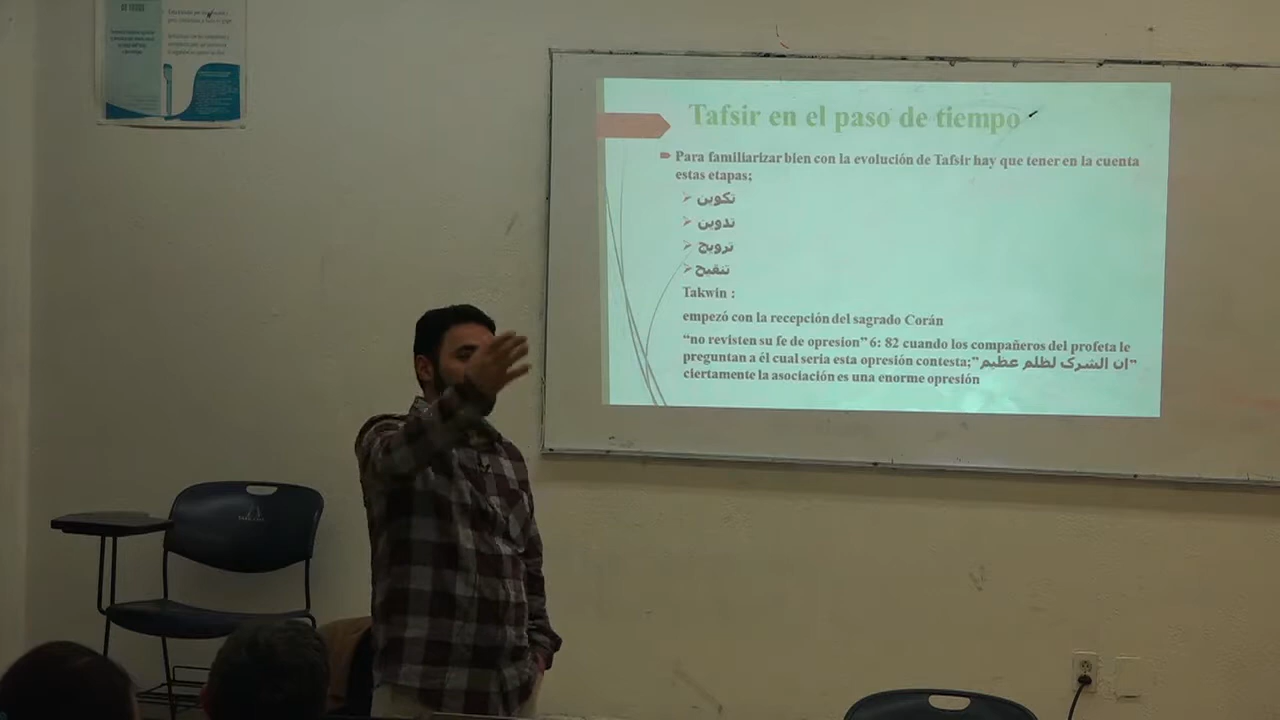 Tafsir en el paso de tiempo
Para familiarizar bien con la evolución de Tafsir hay que tener en la cuenta
estas etapas;
تكوين
تدوين
ترويج
تنقيح
Takwin :
empezó con la recepción del sagrado Corán
“no revisten su fe de opresion” 6: 82 cuando los compañeros del profeta le
preguntan a él cual seria esta opresión contesta;”ان الشرک لظلم عظیم”
ciertamente la asociación es una enorme opresión